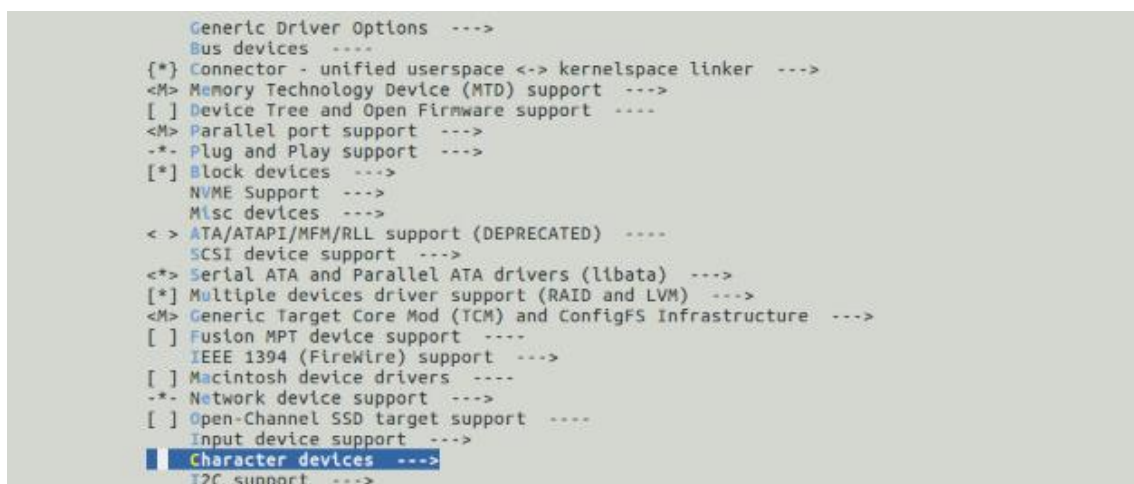 Generic Driver Options  --->
Bus devices  ----
{*} Connector - unified userspace <-> kernelspace linker  --->
<M> Memory Technology Device (MTD) support  --->
[ ] Device Tree and Open Firmware support  ----
<M> Parallel port support  --->
-*- Plug and Play support  --->
[*] Block devices  --->
NVME Support  --->
Misc devices  --->
< > ATA/ATAPI/MFM/RLL support (DEPRECATED)  ----
SCSI device support  --->
<*> Serial ATA and Parallel ATA drivers (libata)  --->
[*] Multiple devices driver support (RAID and LVM)  --->
<M> Generic Target Core Mod (TCM) and ConfigFS Infrastructure  --->
[ ] Fusion MPT device support  ----
IEEE 1394 (FireWire) support  --->
[ ] Macintosh device drivers  ----
-*- Network device support  --->
[ ] Open-Channel SSD target support  ----
Input device support  --->
Character devices  --->
I2C support  --->